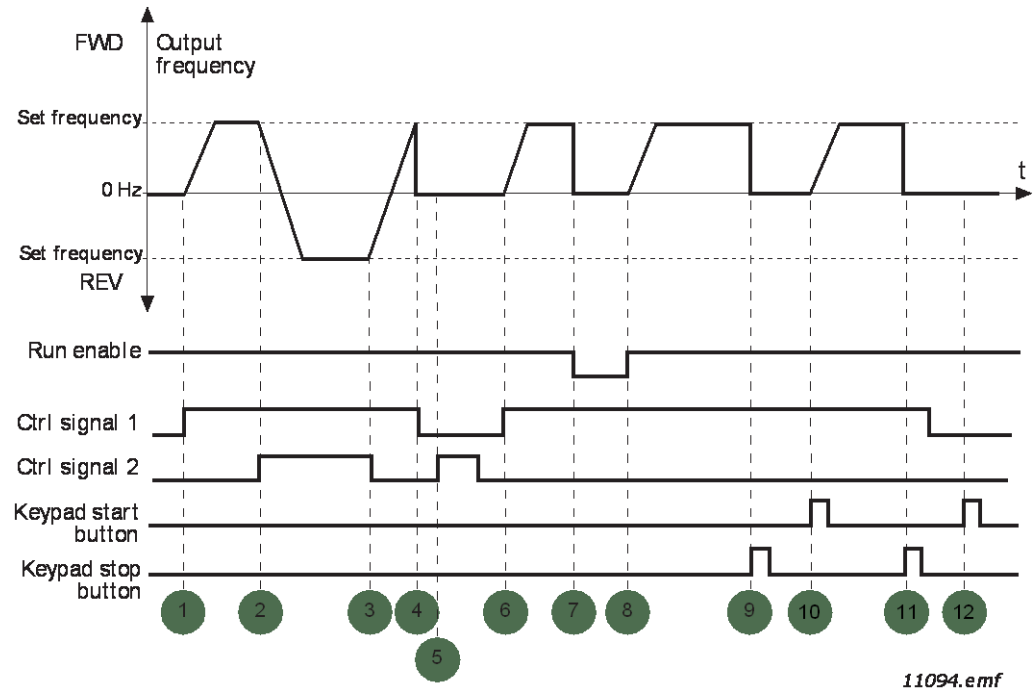 FWD
Output
frequency
Set frequency
t
0 Hz
Set frequency
REV
Run enable
Ctrl signal 1
Ctrl signal 2
Keypad start
button
Keypad stop
button
1 2 3 4 6 7 8 9 10 11 12
5
11094.emf